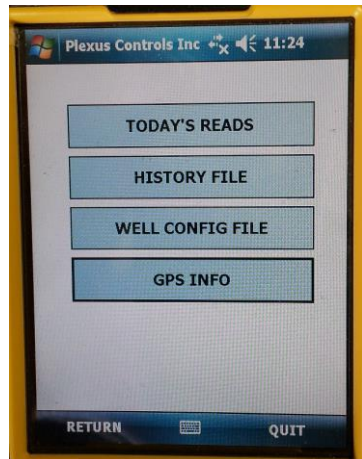 Plexus Controls Inc 11:24
TODAY'S READS
HISTORY FILE
WELL CONFIG FILE
GPS INFO
RETURN QUIT